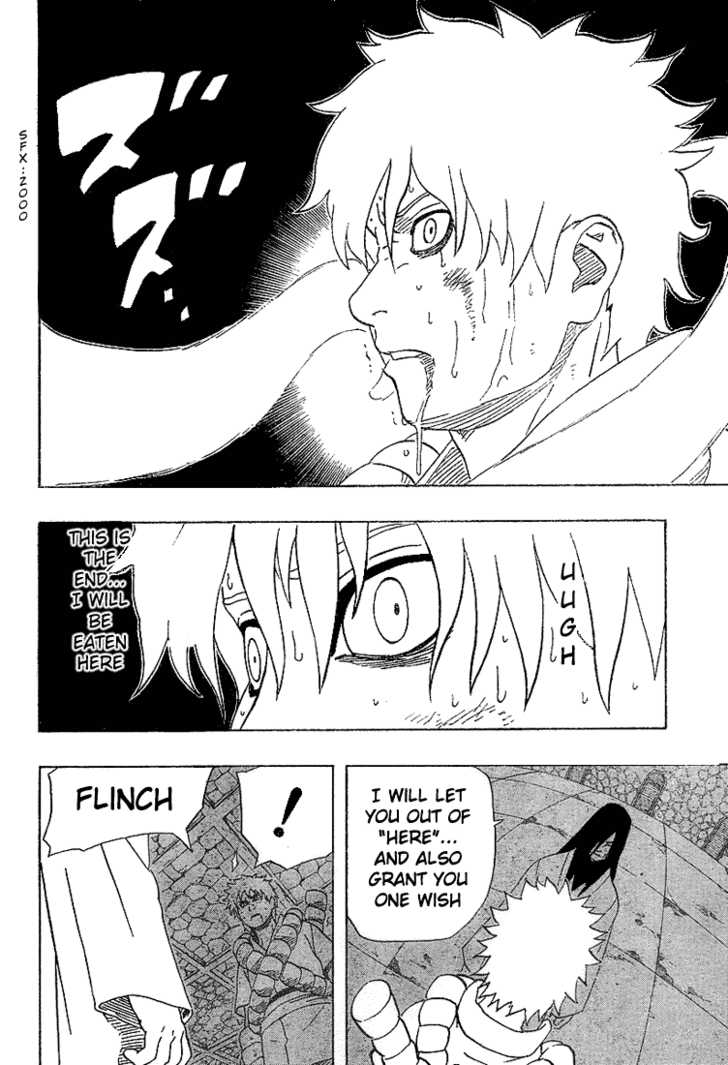 ズ
ズ
SFX: ZOOO
THIS IS
THE
END...
I WILL
BE
EATEN
HERE
UUGH
I WILL LET
YOU OUT OF
"HERE"...
AND ALSO
GRANT YOU
ONE WISH
!
FLINCH